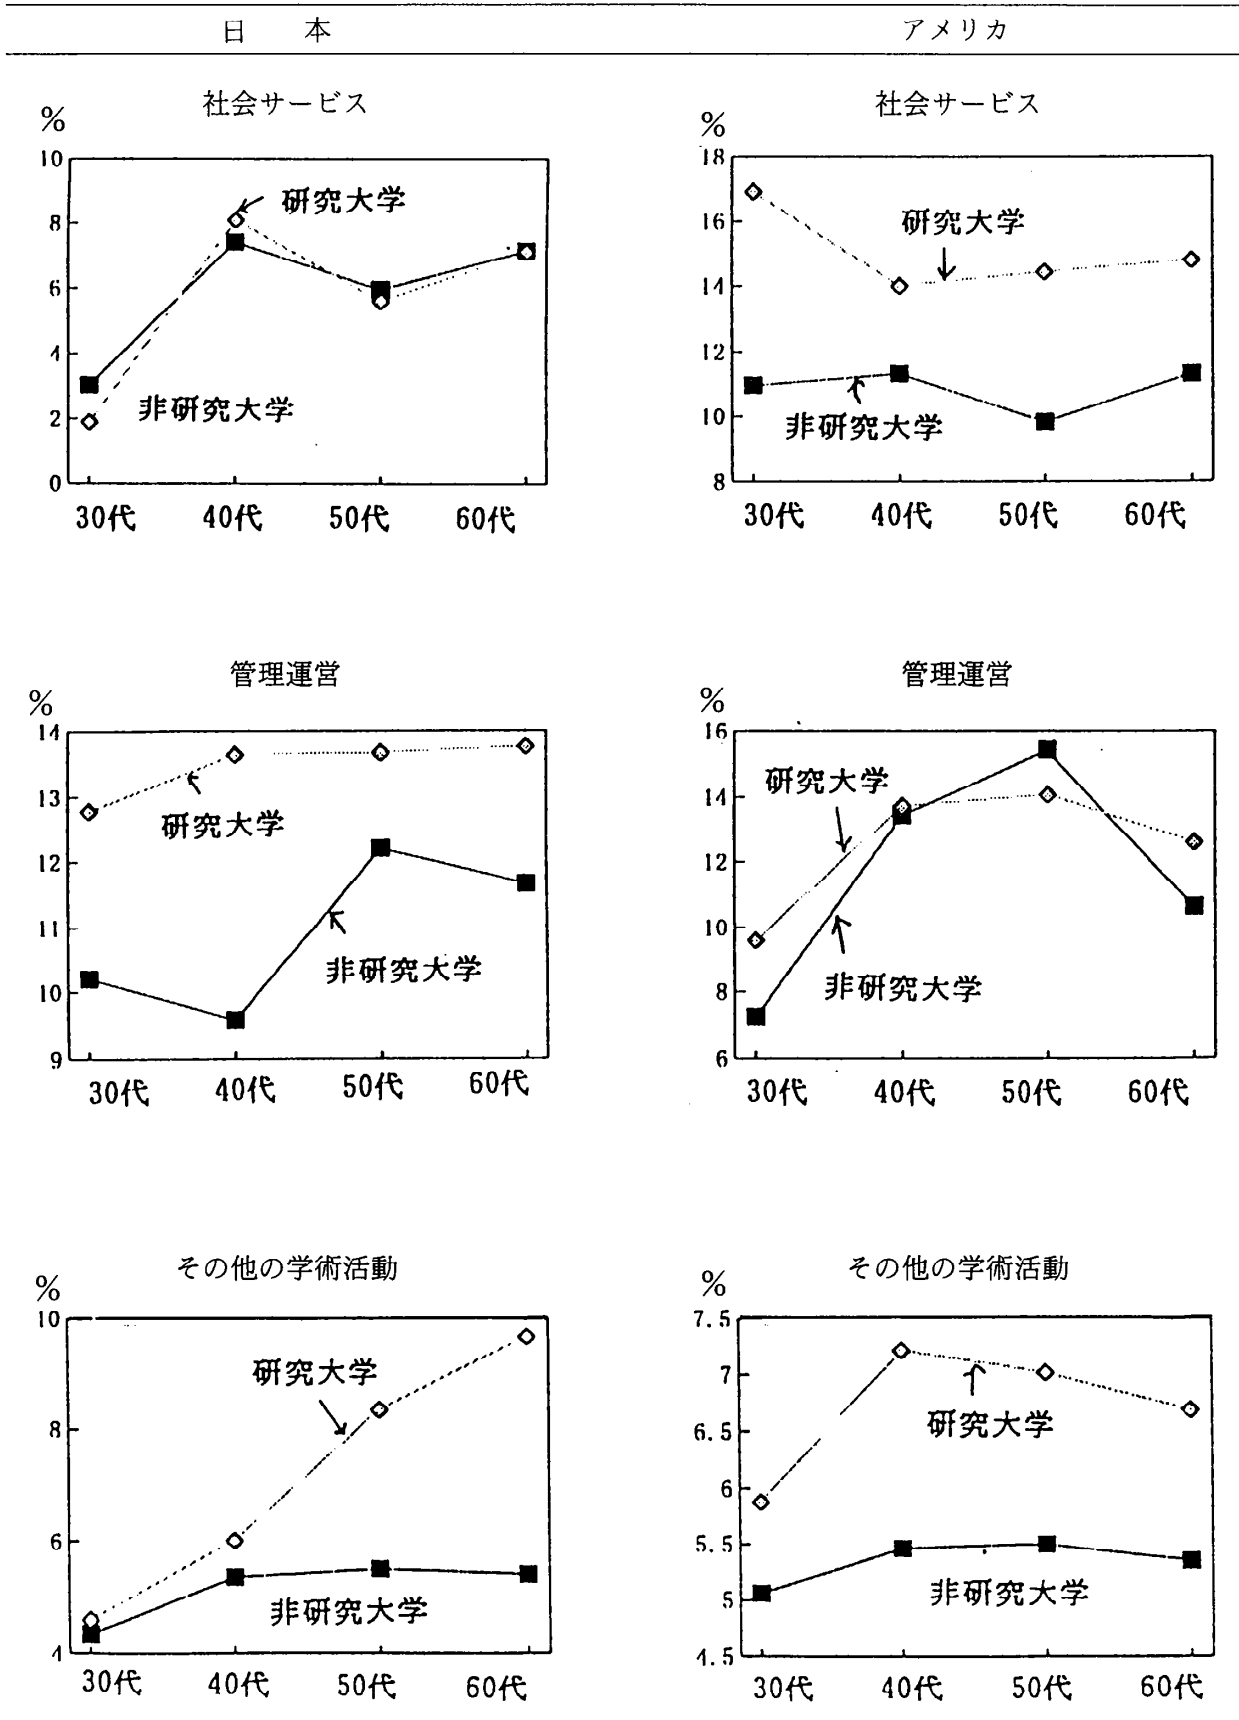 日 本
アメリカ
社会サービス
%
10
8
6
4
2
0
研究大学
非研究大学
30代 40代 50代 60代
社会サービス
%
18
16
14
12
10
8
研究大学
非研究大学
30代 40代 50代 60代
管理運営
%
14
13
12
11
10
9
研究大学
非研究大学
30代 40代 50代 60代
管理運営
%
16
14
12
10
8
6
研究大学
非研究大学
30代 40代 50代 60代
その他の学術活動
%
10
8
6
4
研究大学
非研究大学
30代 40代 50代 60代
その他の学術活動
%
7.5
7
6.5
6
5.5
5
4.5
研究大学
非研究大学
30代 40代 50代 60代